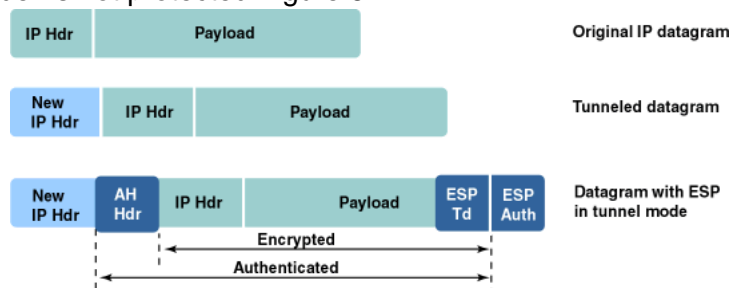 IP Hdr
Payload
Original IP datagram
New
IP Hdr
IP Hdr
Payload
Tunneled datagram
New
IP Hdr
AH
Hdr
IP Hdr
Payload
ESP
Td
ESP
Auth
Datagram with ESP
in tunnel mode
Encrypted
Authenticated